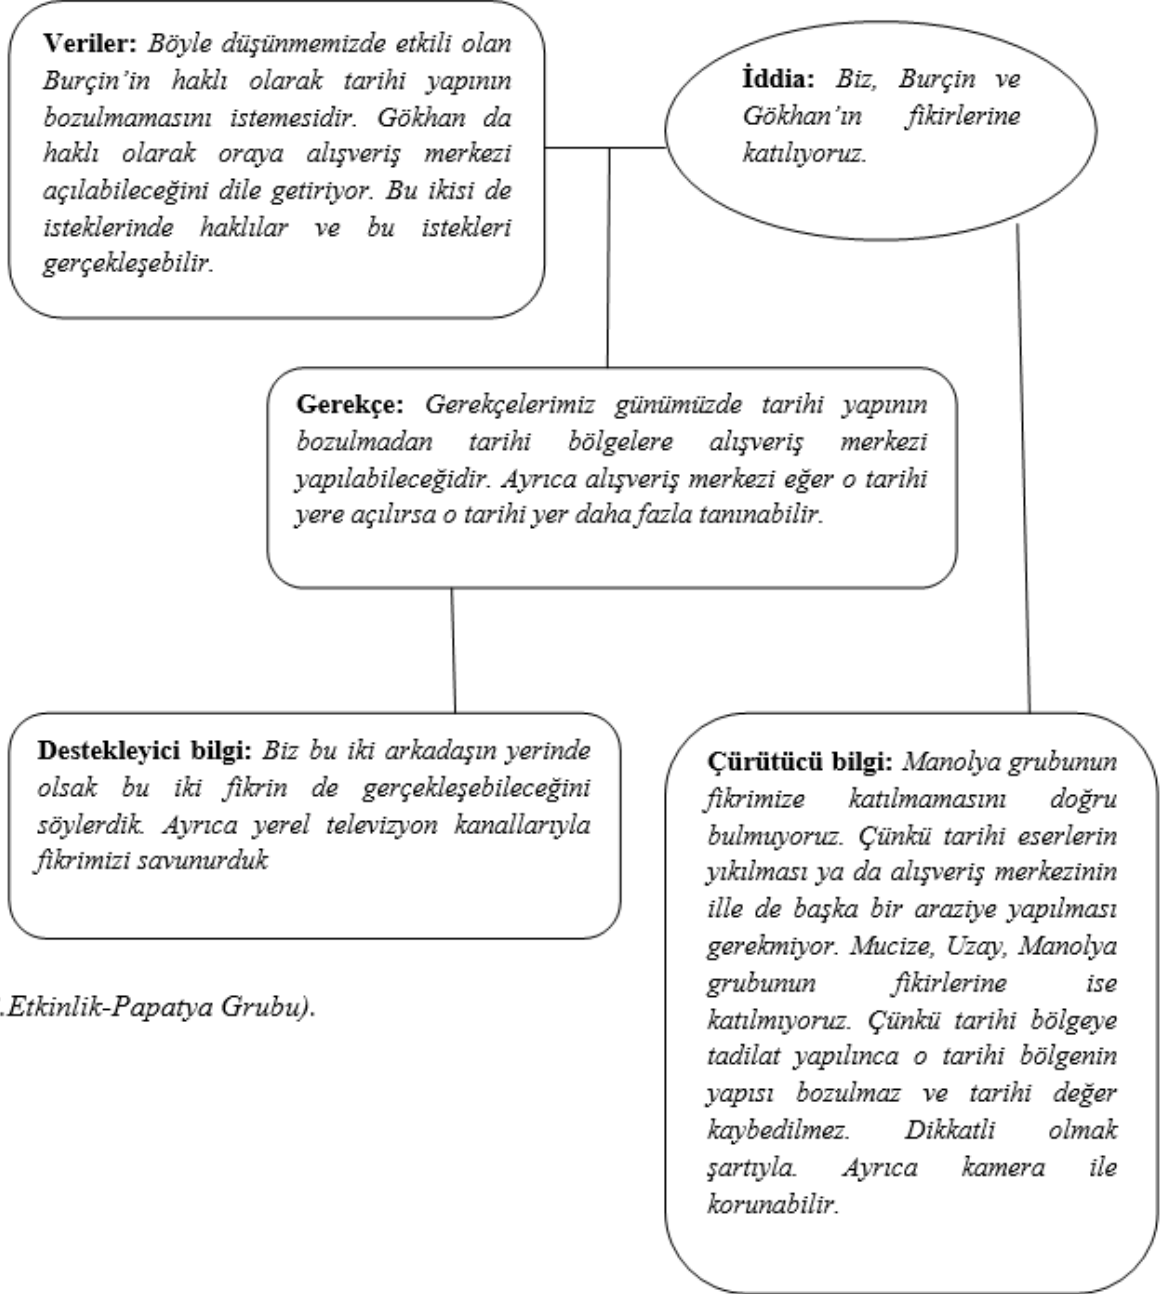 Veriler: Böyle düşünmemizde etkili olan
Burçin’in haklı olarak tarihi yapının
bozulmamasını istemesidir. Gökhan da
haklı olarak oraya alışveriş merkezi
açılabileceğini dile getiriyor. Bu ikisi de
isteklerinde haklılar ve bu istekleri
gerçekleşebilir.
İddia: Biz, Burçin ve
Gökhan’ın fikirlerine
katılıyoruz.
Gerekçe: Gerekçelerimiz günümüzde tarihi yapının
bozulmadan tarihi bölgelere alışveriş merkezi
yapılabileceğidir. Ayrıca alışveriş merkezi eğer o tarihi
yere açılırsa o tarihi yer daha fazla tanınabilir.
Destekleyici bilgi: Biz bu iki arkadaşın yerinde
olsak bu iki fikrin de gerçekleşebileceğini
söylerdik. Ayrıca yerel televizyon kanallarıyla
fikrimizi savunurduk
Çürütücü bilgi: Manolya grubunun
fikrimize katılmamasını doğru
bulmuyoruz. Çünkü tarihi eserlerin
yıkılması ya da alışveriş merkezinin
ille de başka bir araziye yapılması
gerekmiyor. Mucize, Uzay, Manolya
grubunun fikirlerine ise
katılmıyoruz. Çünkü tarihi bölgeye
tadilat yapılınca o tarihi bölgenin
yapısı bozulmaz ve tarihi değer
kaybedilmez. Dikkatli olmak
şartıyla. Ayrıca kamera ile
korunabilir.
.Etkinlik-Papatya Grubu).